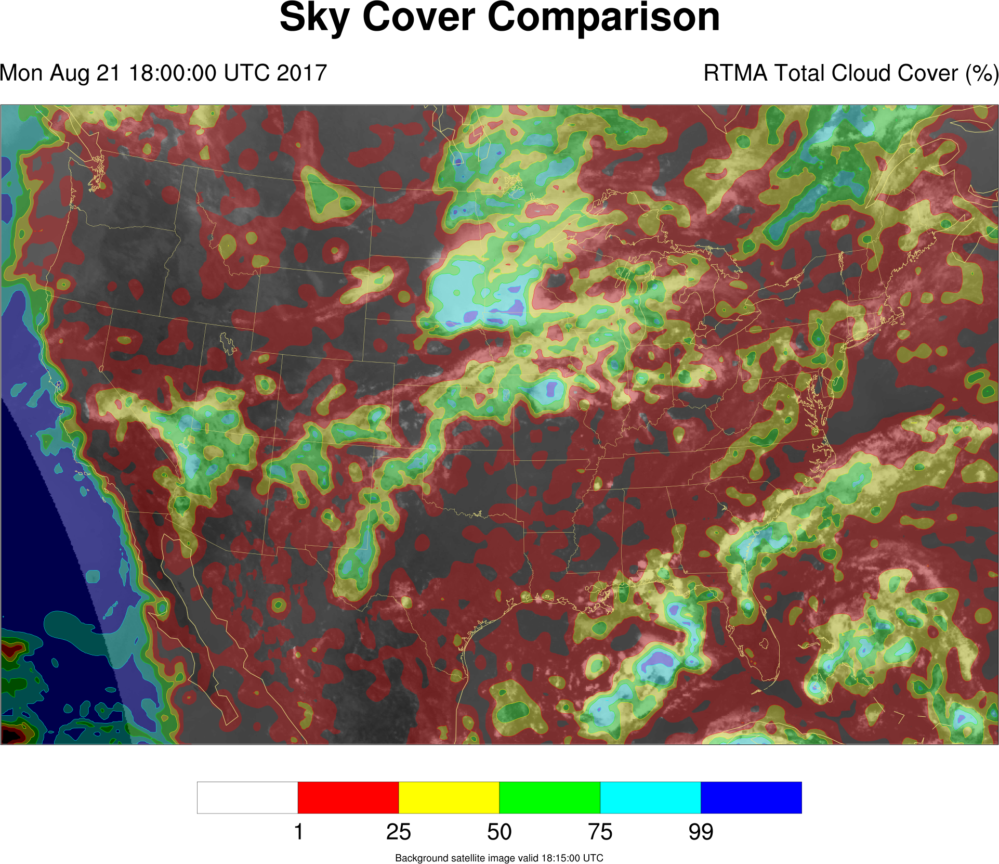 Sky Cover Comparison
Mon Aug 21 18:00:00 UTC 2017
RTMA Total Cloud Cover (%)
1 25 50 75 99
Background satellite image valid 18:15:00 UTC